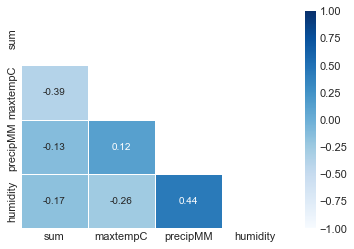 sum
maxtempC
precipMM
humidity
-0.39
-0.13 0.12
-0.17 -0.26 0.44
sum maxtempC precipMM humidity
1.00
0.75
0.50
0.25
0.00
−0.25
−0.50
−0.75
−1.00